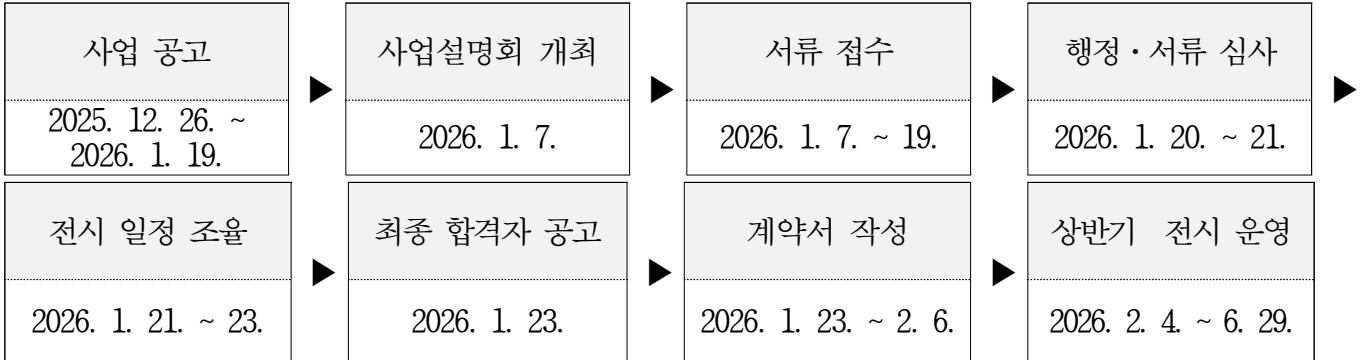 사업 공고
▶
사업설명회 개최
▶
서류 접수
▶
행정·서류 심사
▶
2025. 12. 26. ~
2026. 1. 19.
2026. 1. 7.
2026. 1. 7. ~ 19.
2026. 1. 20. ~ 21.
전시 일정 조율
▶
최종 합격자 공고
▶
계약서 작성
▶
상반기 전시 운영
2026. 1. 21. ~ 23.
2026. 1. 23.
2026. 1. 23. ~ 2. 6.
2026. 2. 4. ~ 6. 29.